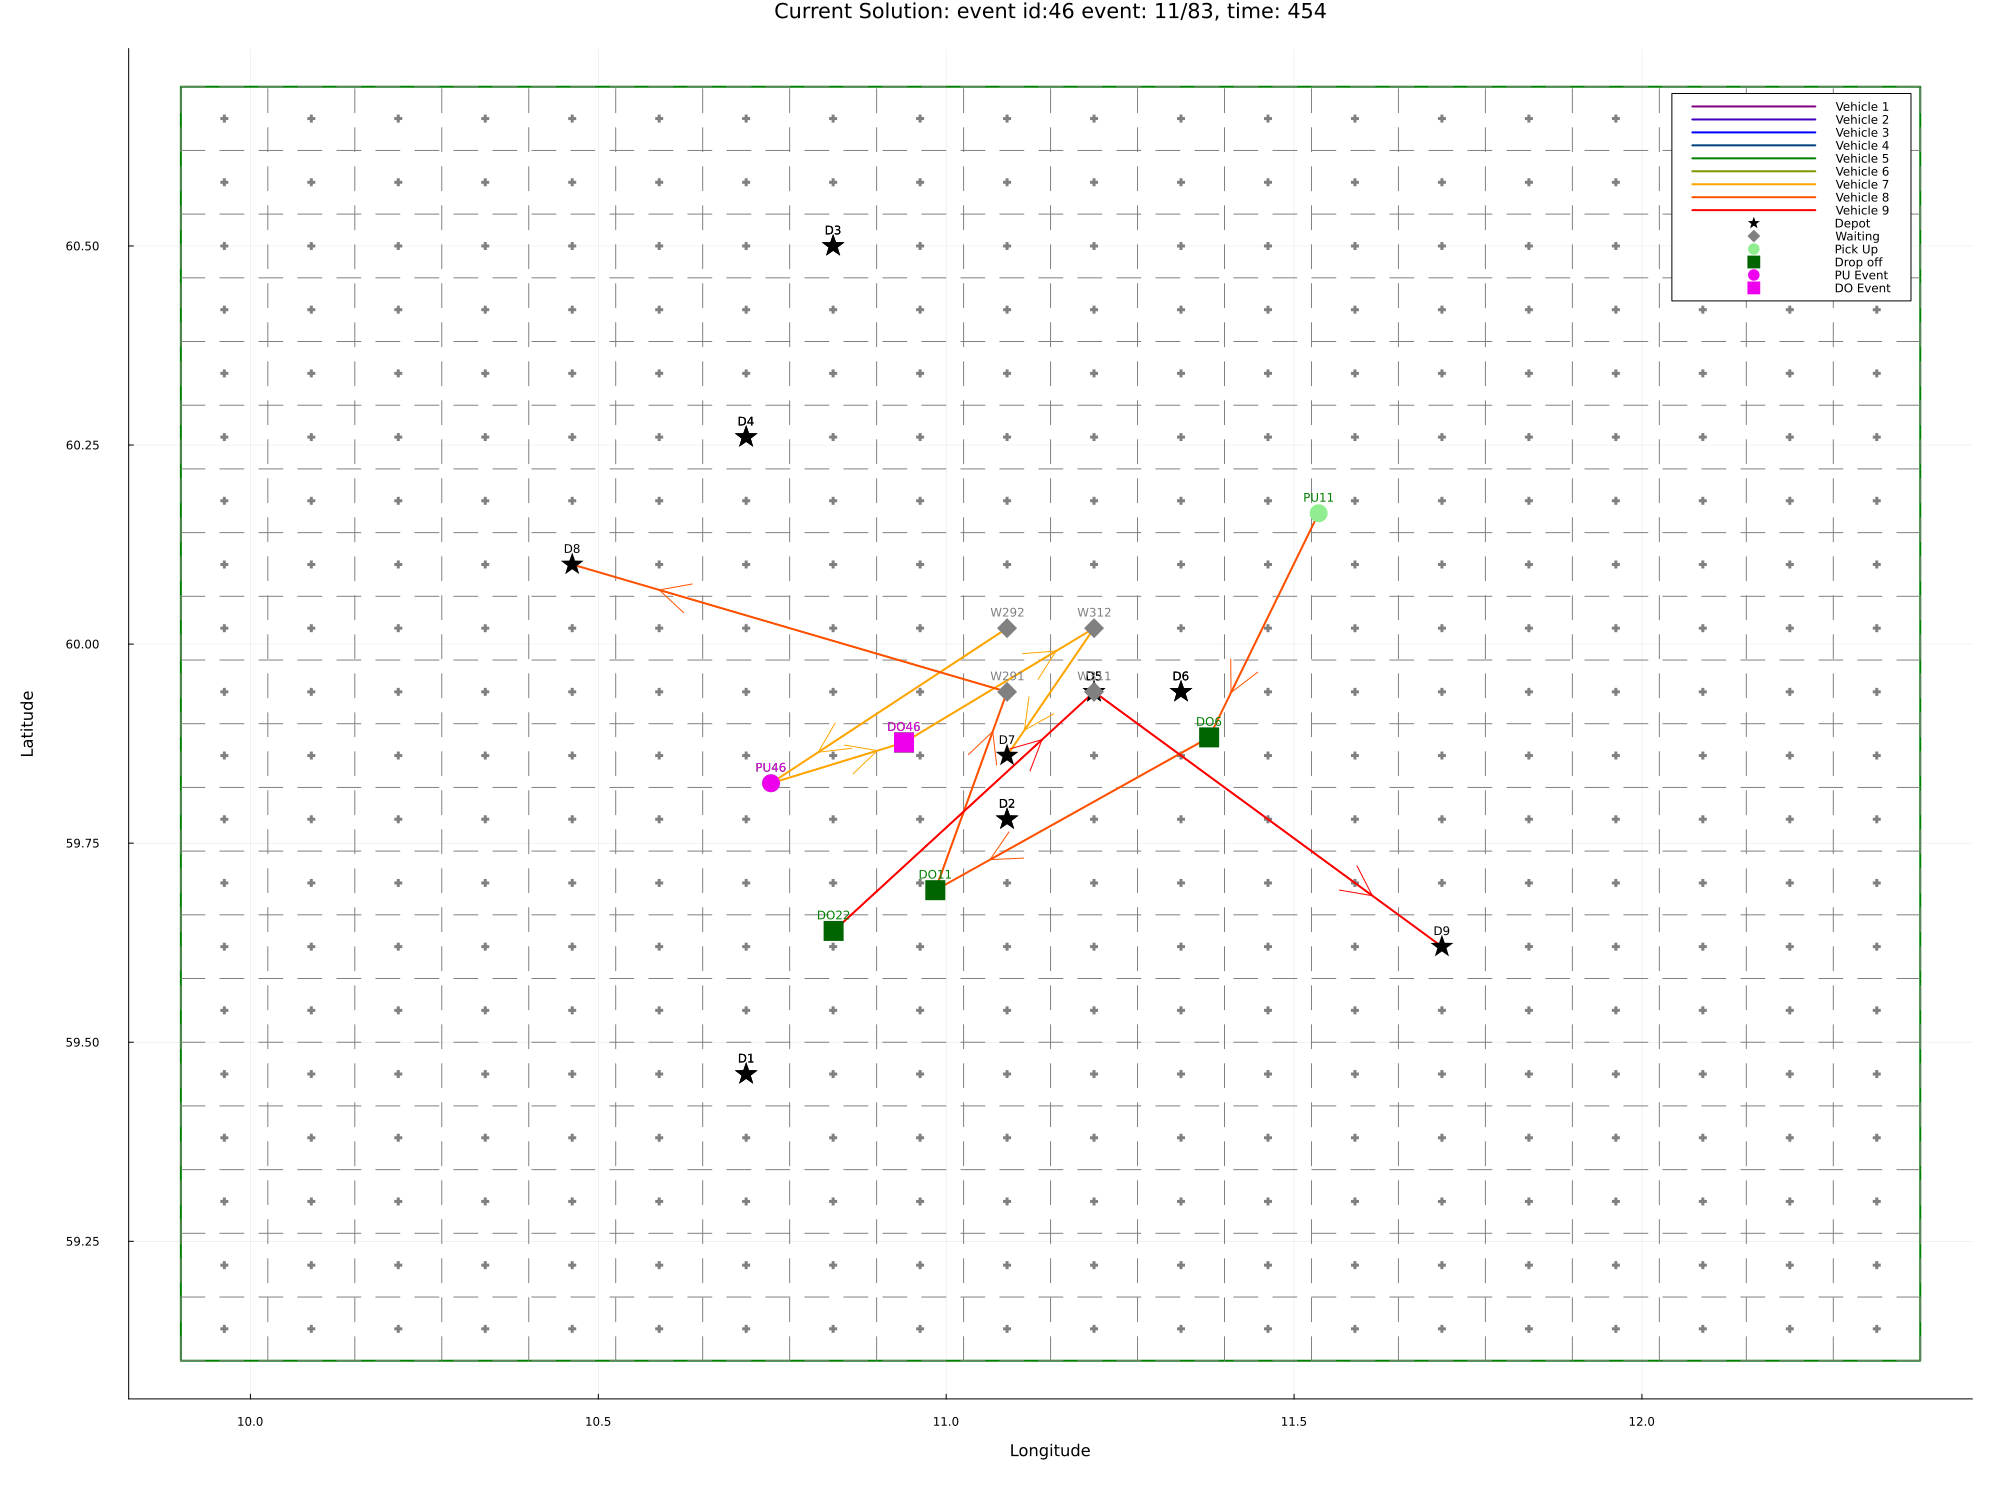 Current Solution: event id:46 event: 11/83, time: 454
Vehicle 1
Vehicle 2
Vehicle 3
Vehicle 4
Vehicle 5
Vehicle 6
Vehicle 7
Vehicle 8
Vehicle 9
Depot
Waiting
Pick Up
Drop off
PU Event
DO Event
D3
60.50
D4
60.25
PU11
D8
W292
W312
60.00
W291
D5
D6
DO6
DO46
D7
PU46
D2
59.75
DO11
DO22
D9
59.50
D1
59.25
Latitude
10.0
10.5
11.0
11.5
12.0
Longitude